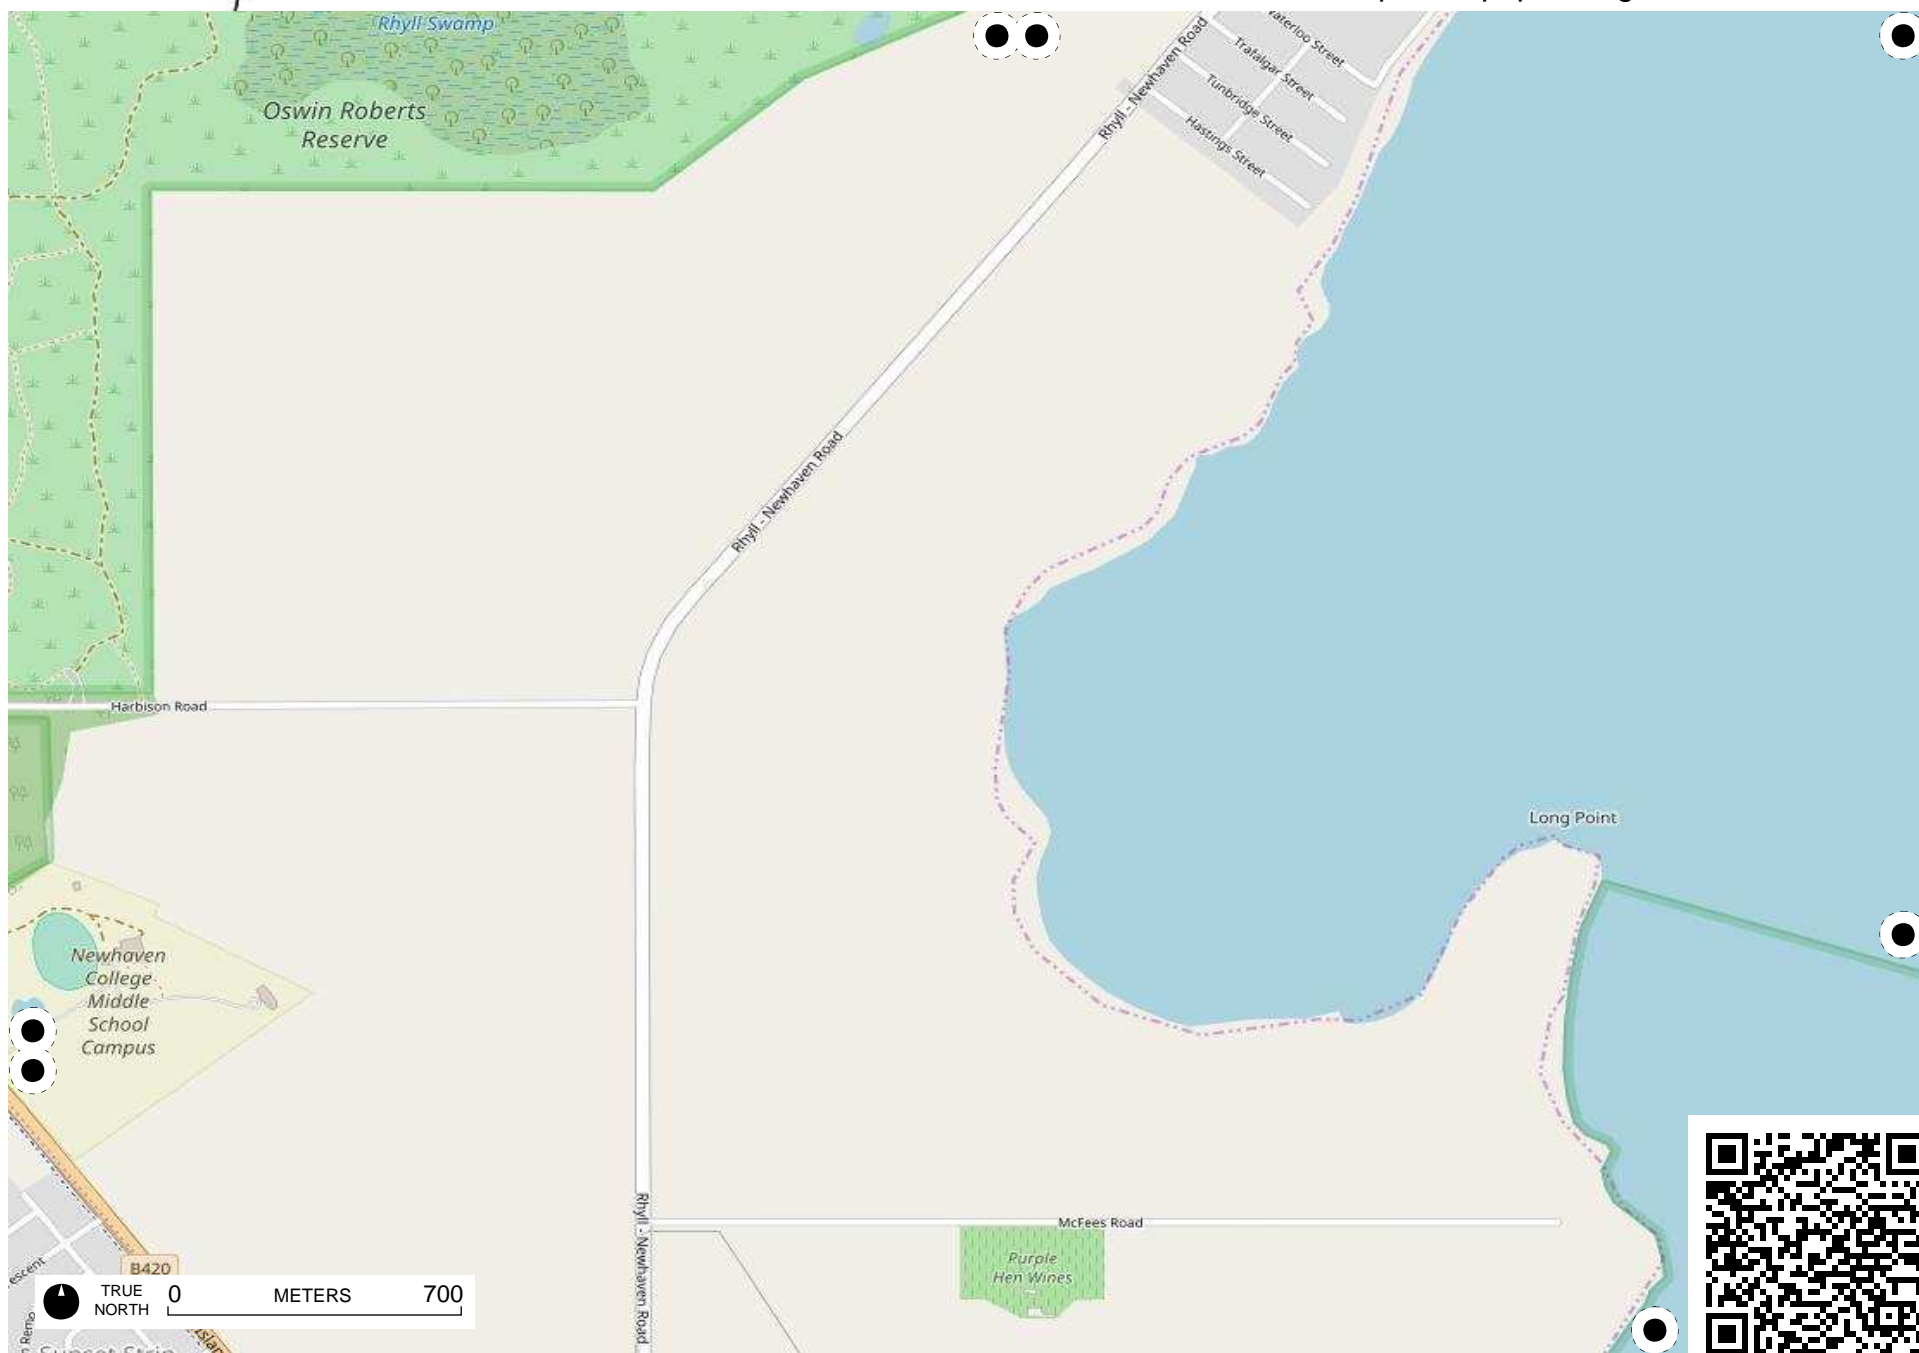 Rhyll Swamp
Waterloo Street
Trafalgar Street
Tunbridge Street
Hastings Street
Rhyll - Newhaven Road
Oswin Roberts
Reserve
Rhyll - Newhaven Road
Harbison Road
Long Point
Newhaven
College
Middle
School
Campus
McFees Road
Rhyll - Newhaven Road
Purple
Hen Wines
B420
TRUE
NORTH
0 METERS 700